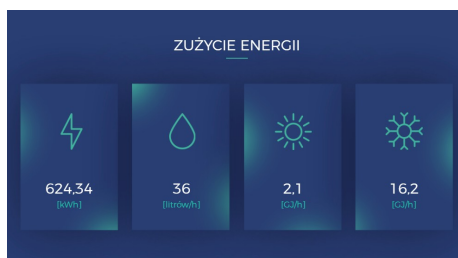 ZUŻYCIE ENERGII
624,34
[kWh]
36
[litrów/h]
2,1
[GJ/h]
16,2
[GJ/h]